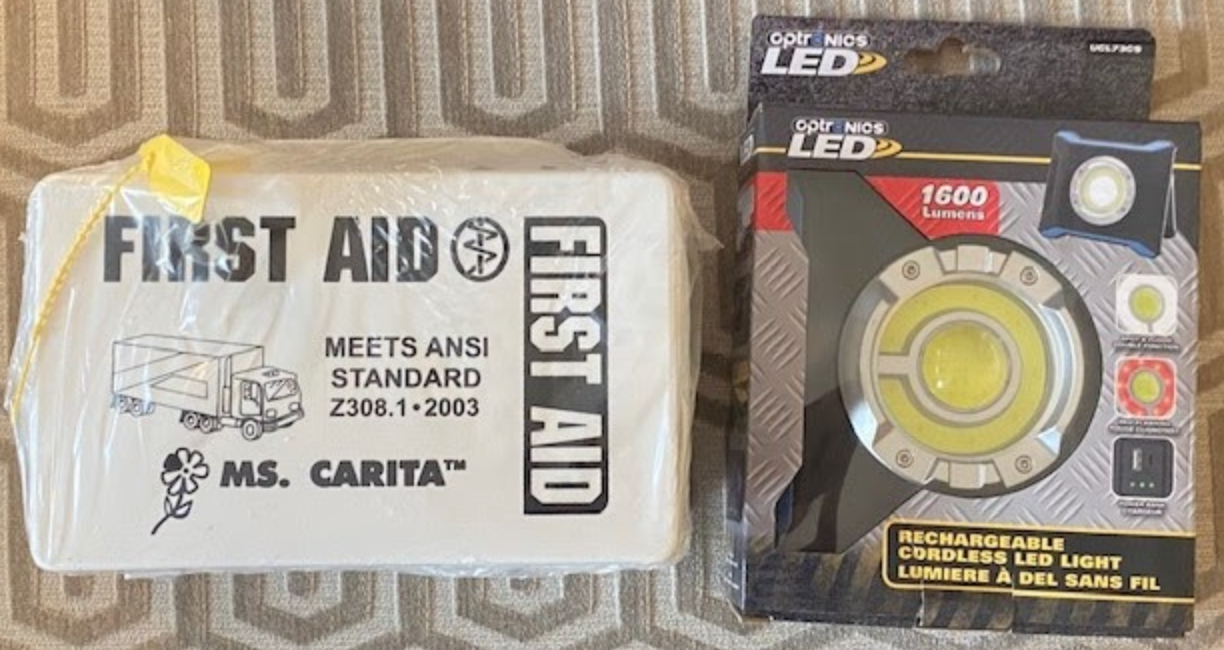 FIRST AID
MEETS ANSI
STANDARD
Z308.1•2003
MS. CARITA™
FIRST AID
optrONICS
LED
UCL73CS
optrONICS
LED
1600
Lumens
RECHARGEABLE
CORDLESS LED LIGHT
LUMIERE À DEL SANS FIL